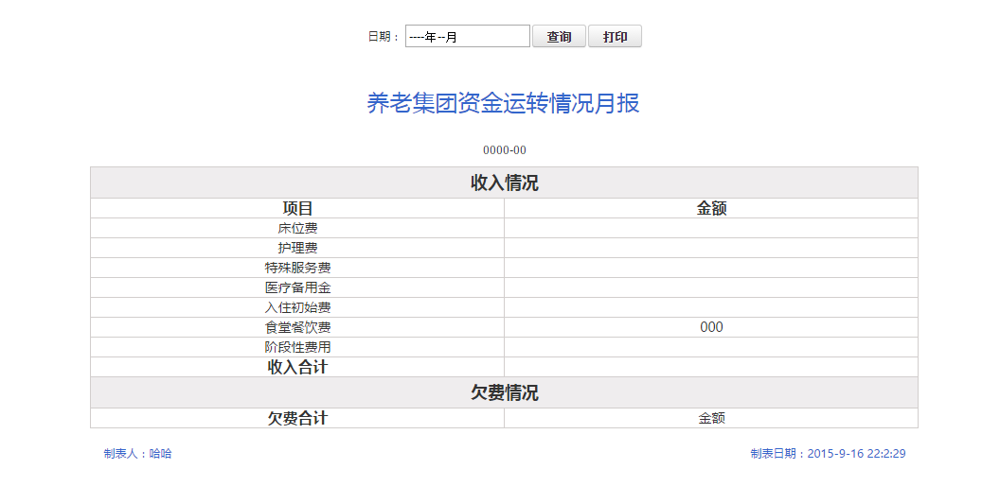 日期： ----年--月 查询 打印
养老集团资金运转情况月报
0000-00
收入情况
项目 金额
床位费
护理费
特殊服务费
医疗备用金
入住初始费
食堂餐饮费 000
阶段性费用
收入合计
欠费情况
欠费合计 金额
制表人：哈哈 制表日期：2015-9-16 22:2:29